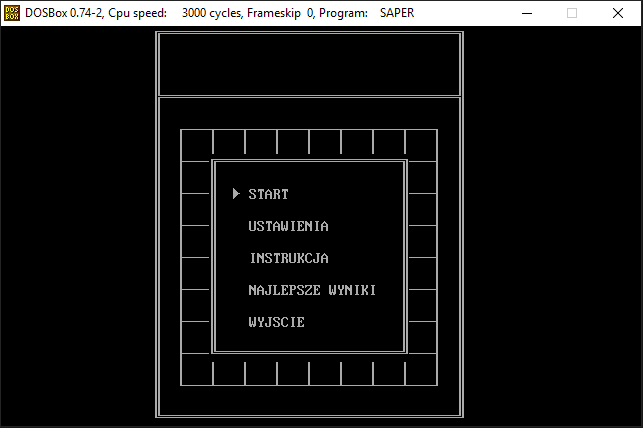 DOSBox 0.74-2, Cpu speed: 3000 cycles, Frameskip 0, Program: SAPER
START
USTAWIENIA
INSTRUKCJA
NAJLEPSZE WYNIKI
WYJSCIE